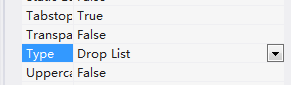 Tabstop True
Transpa False
Type Drop List
Upperca False